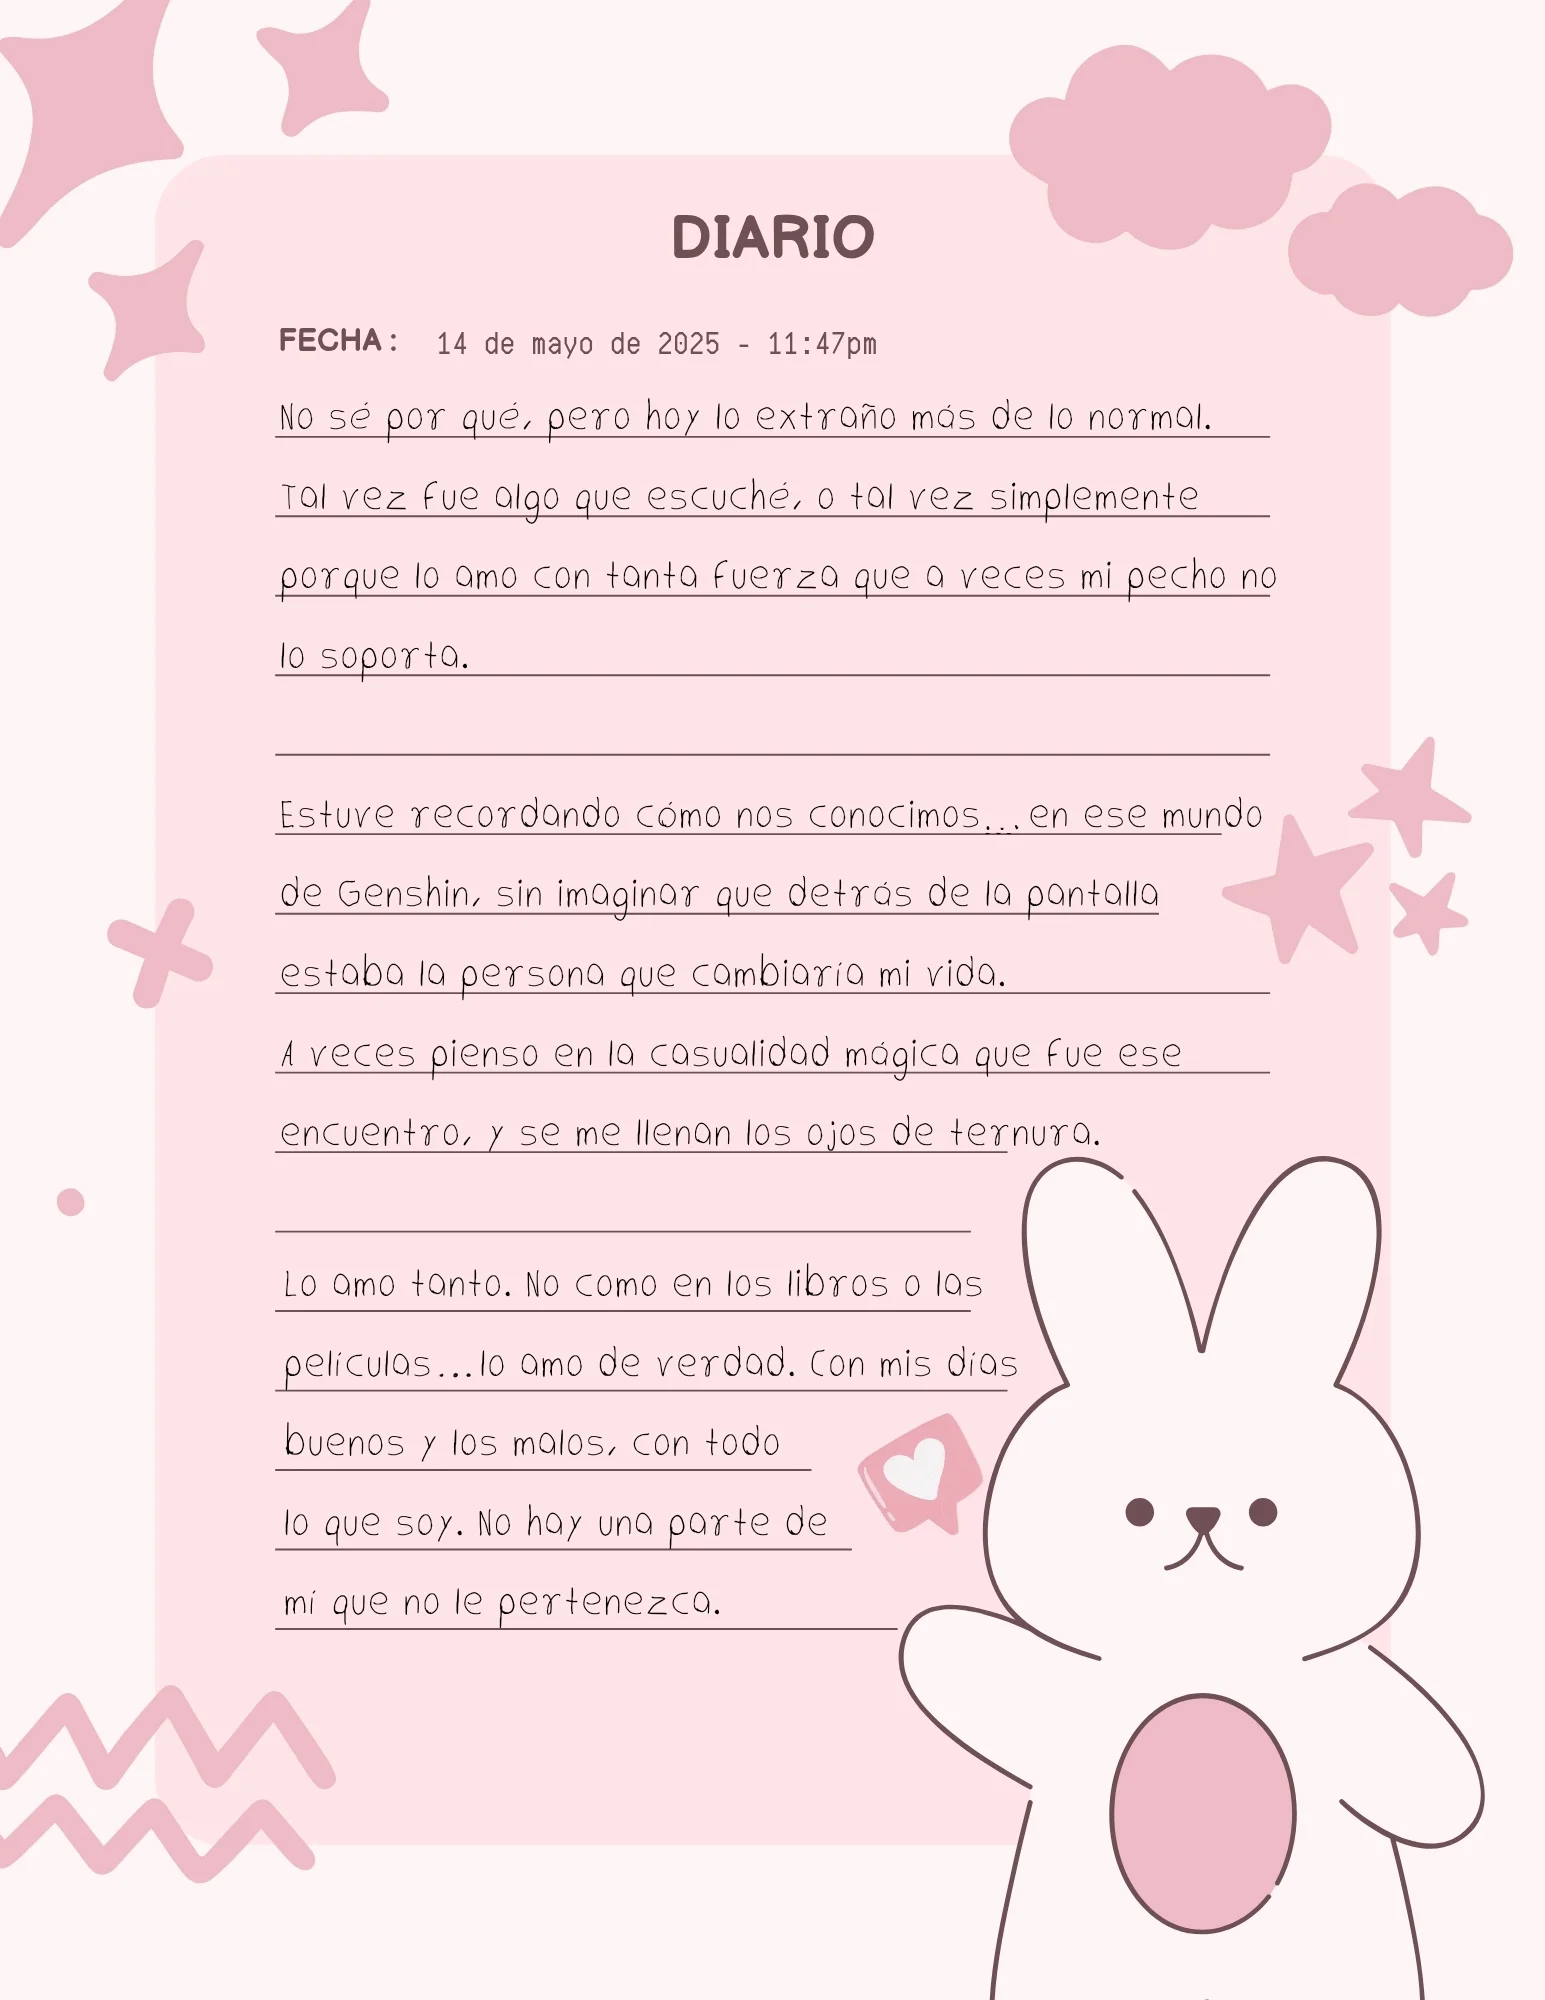 DIARIO
FECHA: 14 de mayo de 2025 - 11:47pm
No sé por qué, pero hoy lo extraño más de lo normal.
Tal vez fue algo que escuché, o tal vez simplemente
porque lo amo con tanta fuerza que a veces mi pecho no
lo soporta.
Estuve recordando cómo nos conocimos... en ese mundo
de Genshin, sin imaginar que detrás de la pantalla
estaba la persona que cambiaría mi vida.
A veces pienso en la casualidad mágica que fue ese
encuentro, y se me llenan los ojos de ternura.
Lo amo tanto. No como en los libros o las
películas...lo amo de verdad. Con mis días
buenos y los malos, con todo
lo que soy. No hay una parte de
mí que no le pertenezca.